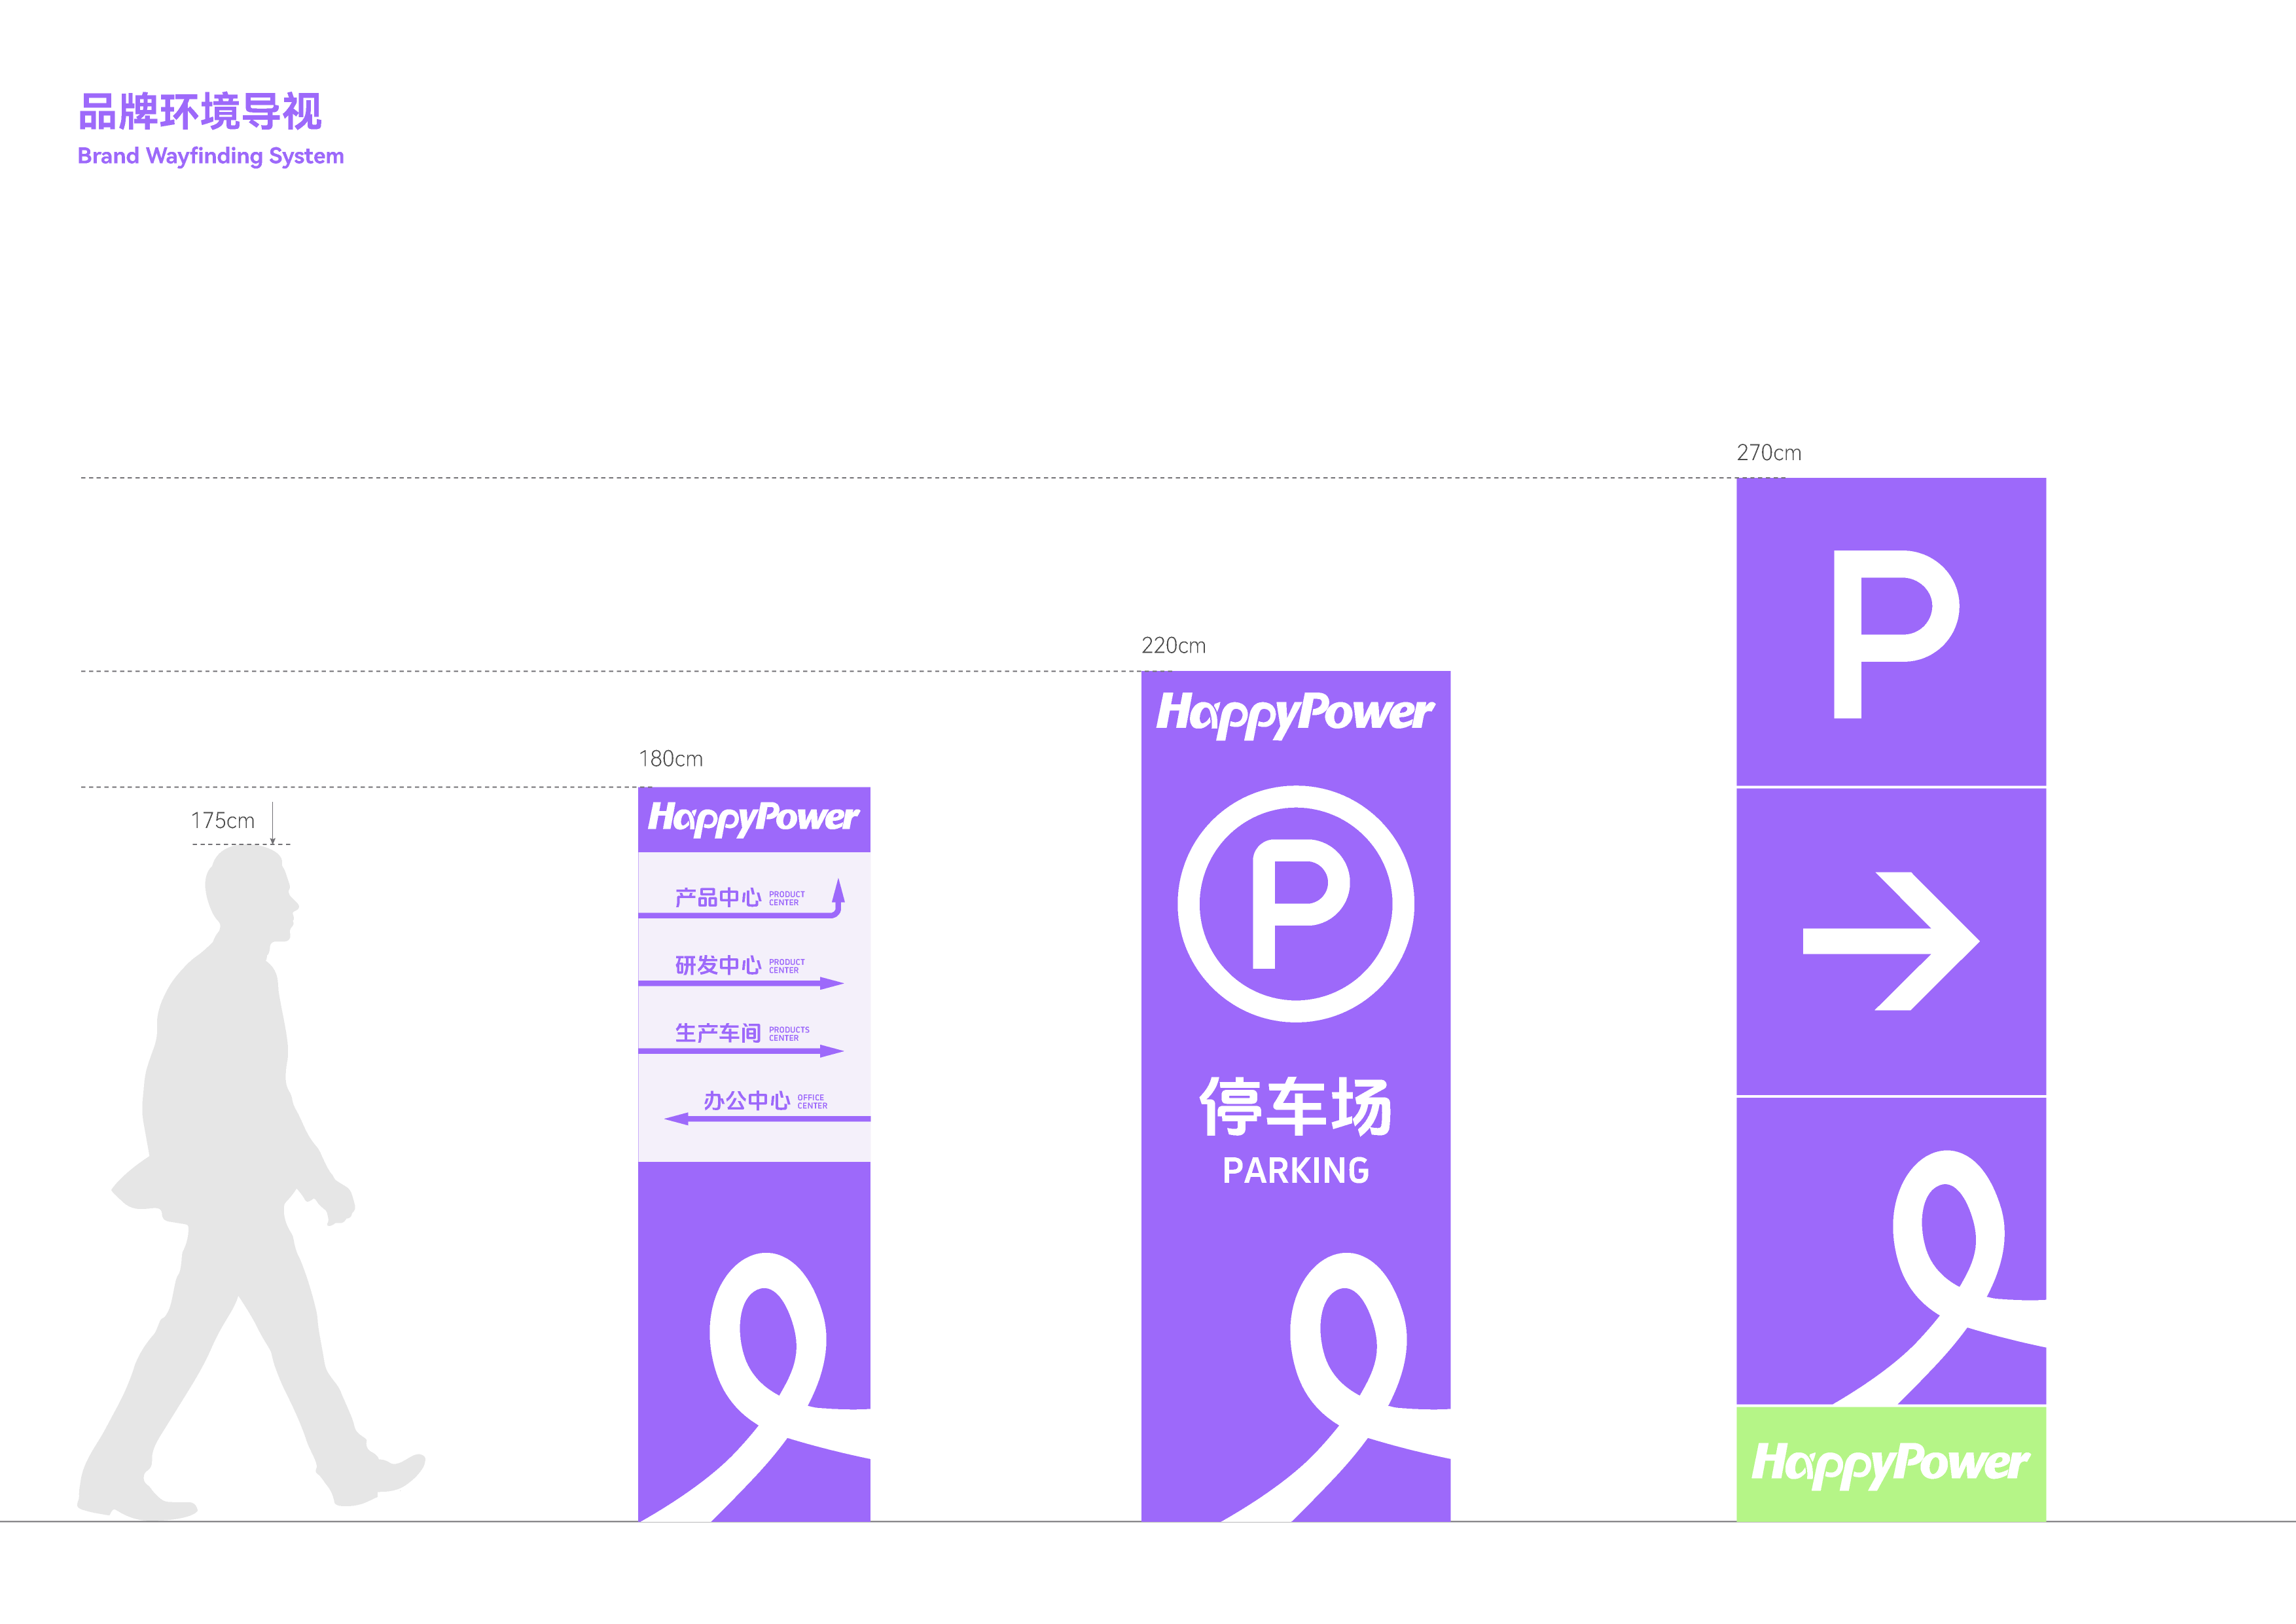 品牌环境导视
Brand Wayfinding System
270cm
220cm
180cm
175cm
HappyPower
产品中心 PRODUCT
CENTER
研发中心 PRODUCT
CENTER
生产车间 PRODUCTS
CENTER
办公中心 OFFICE
CENTER
HappyPower
P
停车场
PARKING
P
HappyPower